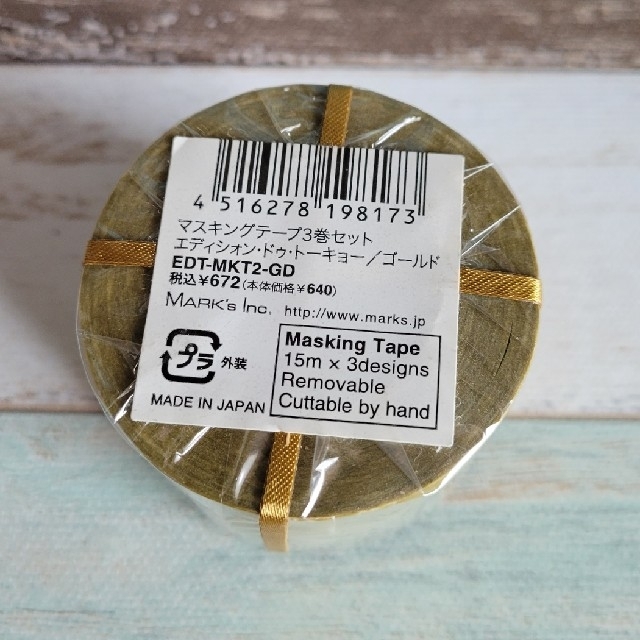 4 516278 198173
マスキングテープ3巻セット
エディシオン・ドゥ・トーキョー/ゴールド
EDT-MKT2-GD
税込¥672(本体価格¥640)
MARK's Inc. http://www.marks.jp
プラ 外装
MADE IN JAPAN
Masking Tape
15m × 3designs
Removable
Cuttable by hand